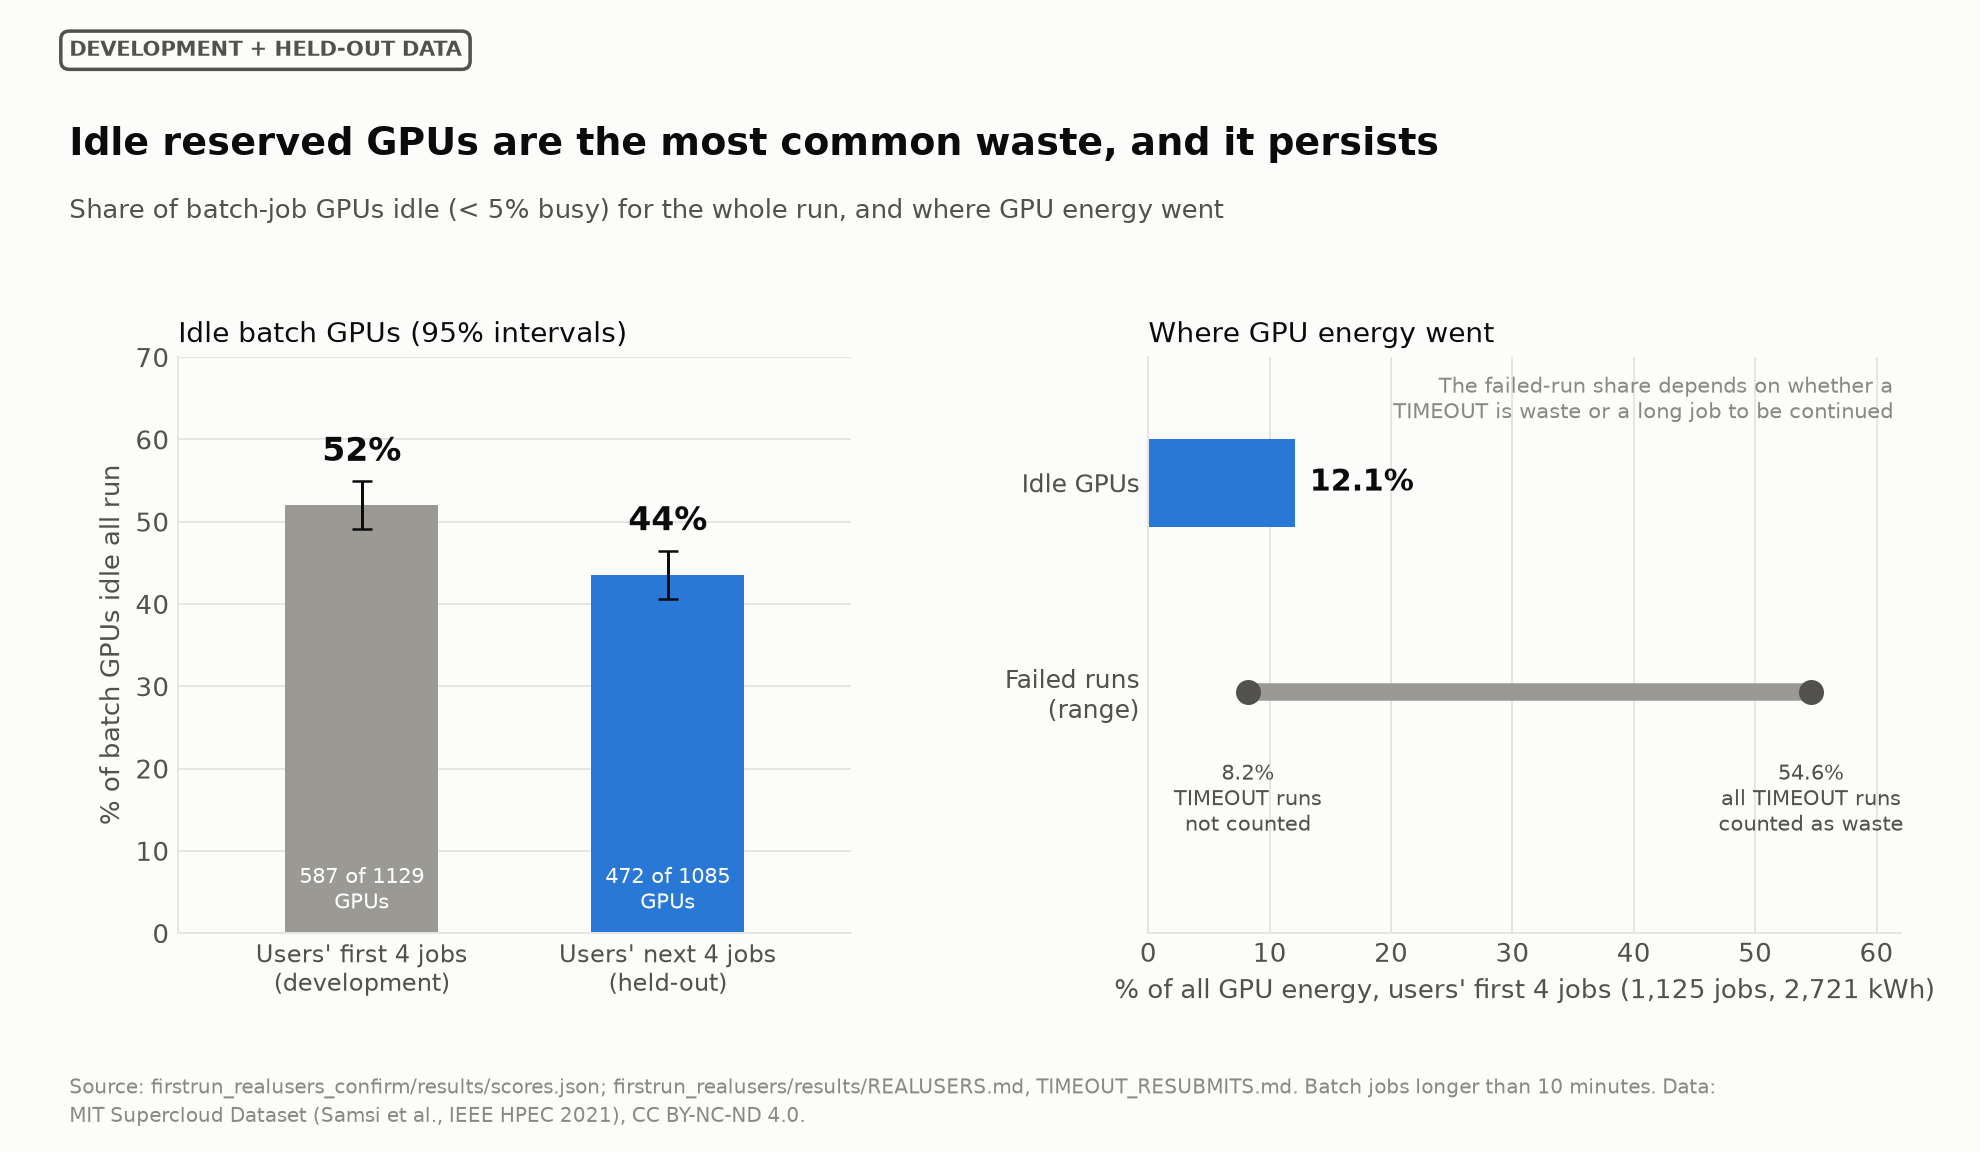 DEVELOPMENT + HELD-OUT DATA
Idle reserved GPUs are the most common waste, and it persists
Share of batch-job GPUs idle (< 5% busy) for the whole run, and where GPU energy went
Idle batch GPUs (95% intervals)
% of batch GPUs idle all run
70
60
50
40
30
20
10
0
52%
44%
587 of 1129
GPUs
472 of 1085
GPUs
Users' first 4 jobs
(development)
Users' next 4 jobs
(held-out)
Where GPU energy went
The failed-run share depends on whether a
TIMEOUT is waste or a long job to be continued
Idle GPUs
12.1%
Failed runs
(range)
8.2%
TIMEOUT runs
not counted
54.6%
all TIMEOUT runs
counted as waste
0 10 20 30 40 50 60
% of all GPU energy, users' first 4 jobs (1,125 jobs, 2,721 kWh)
Source: firstrun_realusers_confirm/results/scores.json; firstrun_realusers/results/REALUSERS.md, TIMEOUT_RESUBMITS.md. Batch jobs longer than 10 minutes. Data:
MIT Supercloud Dataset (Samsi et al., IEEE HPEC 2021), CC BY-NC-ND 4.0.